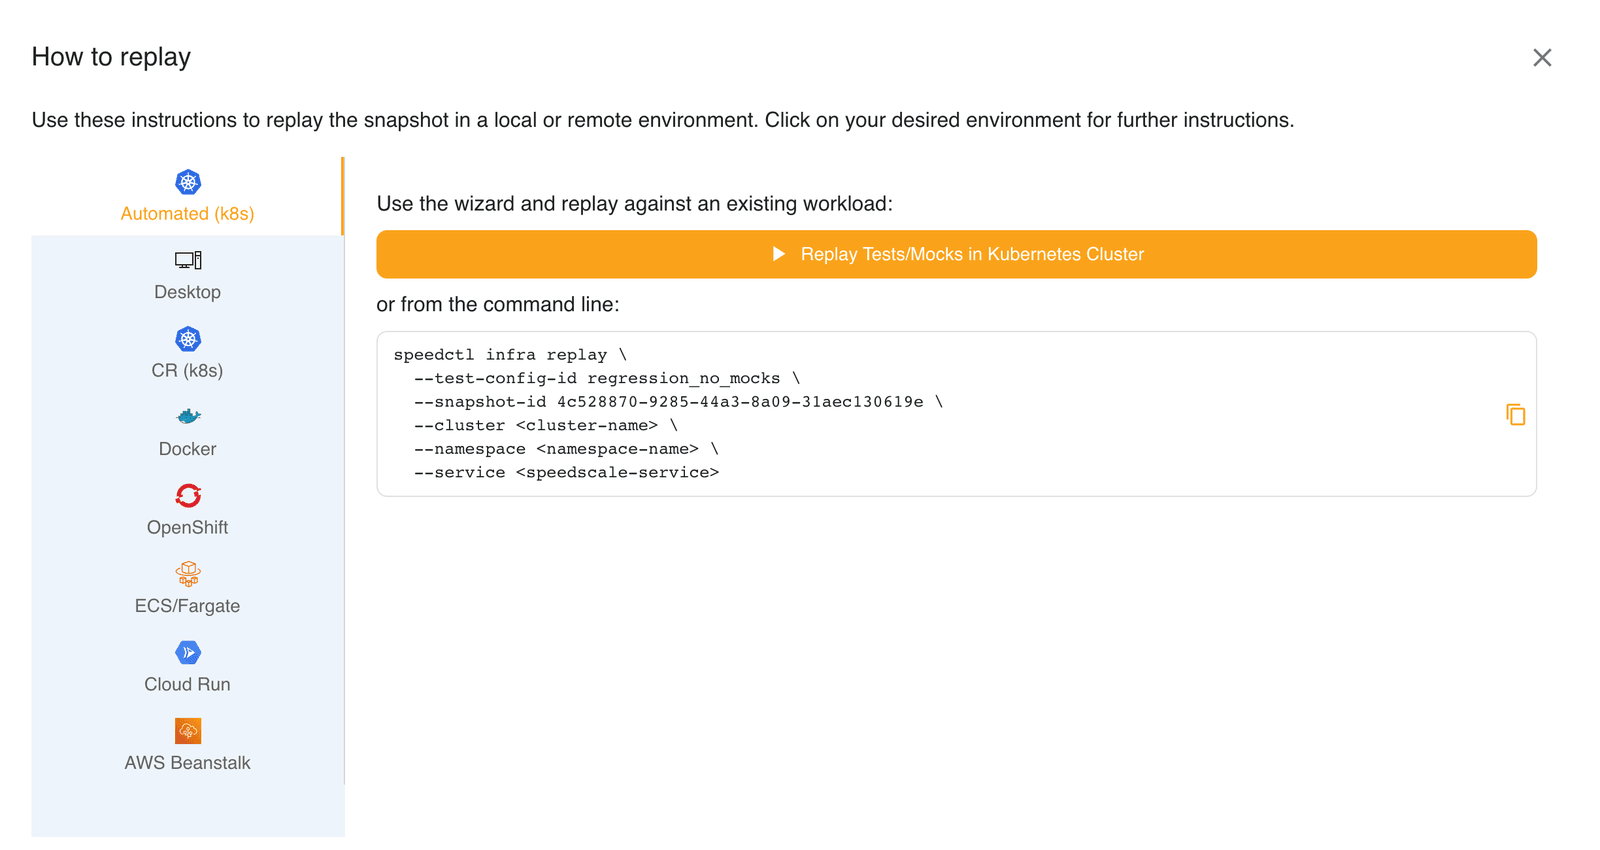 How to replay
Use these instructions to replay the snapshot in a local or remote environment. Click on your desired environment for further instructions.
Automated (k8s)
Desktop
CR (k8s)
Docker
OpenShift
ECS/Fargate
Cloud Run
AWS Beanstalk
Use the wizard and replay against an existing workload:
Replay Tests/Mocks in Kubernetes Cluster
or from the command line:
speedctl infra replay \
  --test-config-id regression_no_mocks \
  --snapshot-id 4c528870-9285-44a3-8a09-31aec130619e \
  --cluster <cluster-name> \
  --namespace <namespace-name> \
  --service <speedscale-service>